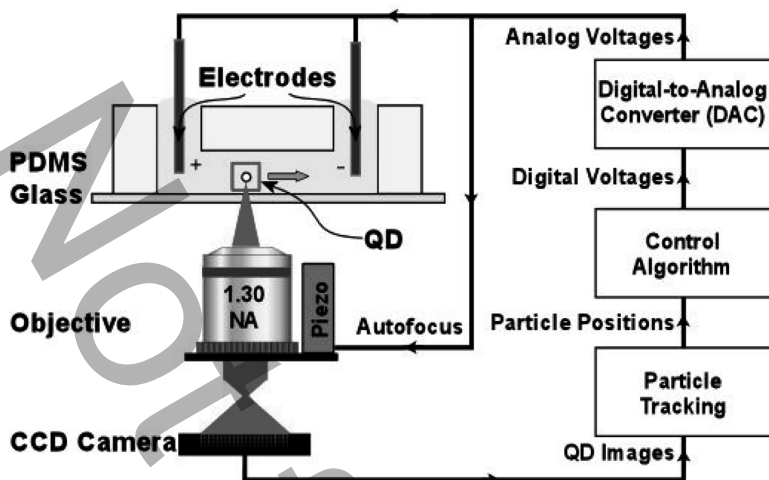 Analog Voltages
Electrodes
Digital-to-Analog
Converter (DAC)
+
-
PDMS
Glass
Digital Voltages
QD
Control
Algorithm
1.30
NA
Piezo
Objective
Autofocus
Particle Positions
Particle
Tracking
CCD Camera
QD Images